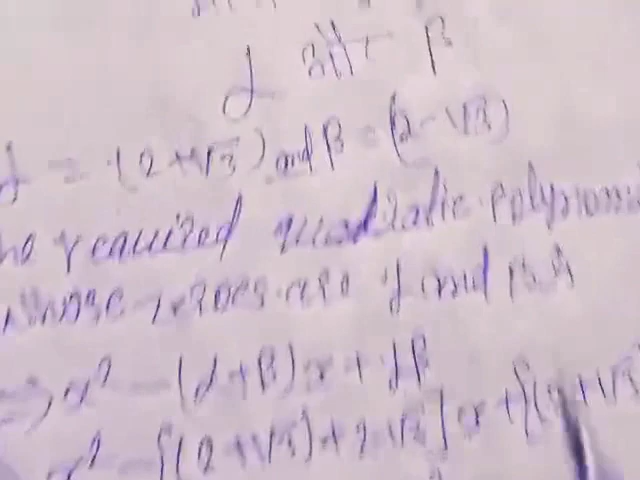 α और β
α = (2+√3) and β = (2-√3)
required quadratic polynomial
whose zeroes are α and β is
⇒ x² - (α+β)x + αβ
x² - {(2+√3)+2-√3}x + {(2+√3